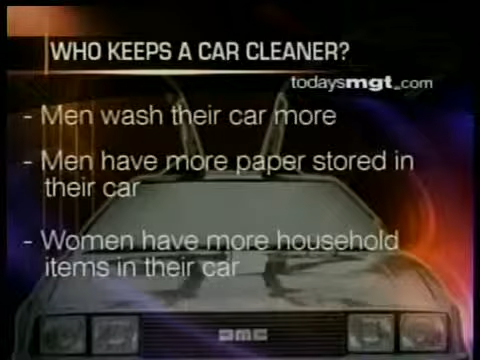 WHO KEEPS A CAR CLEANER?
todaysmgt.com
- Men wash their car more
- Men have more paper stored in
their car
- Women have more household
items in their car
DMC